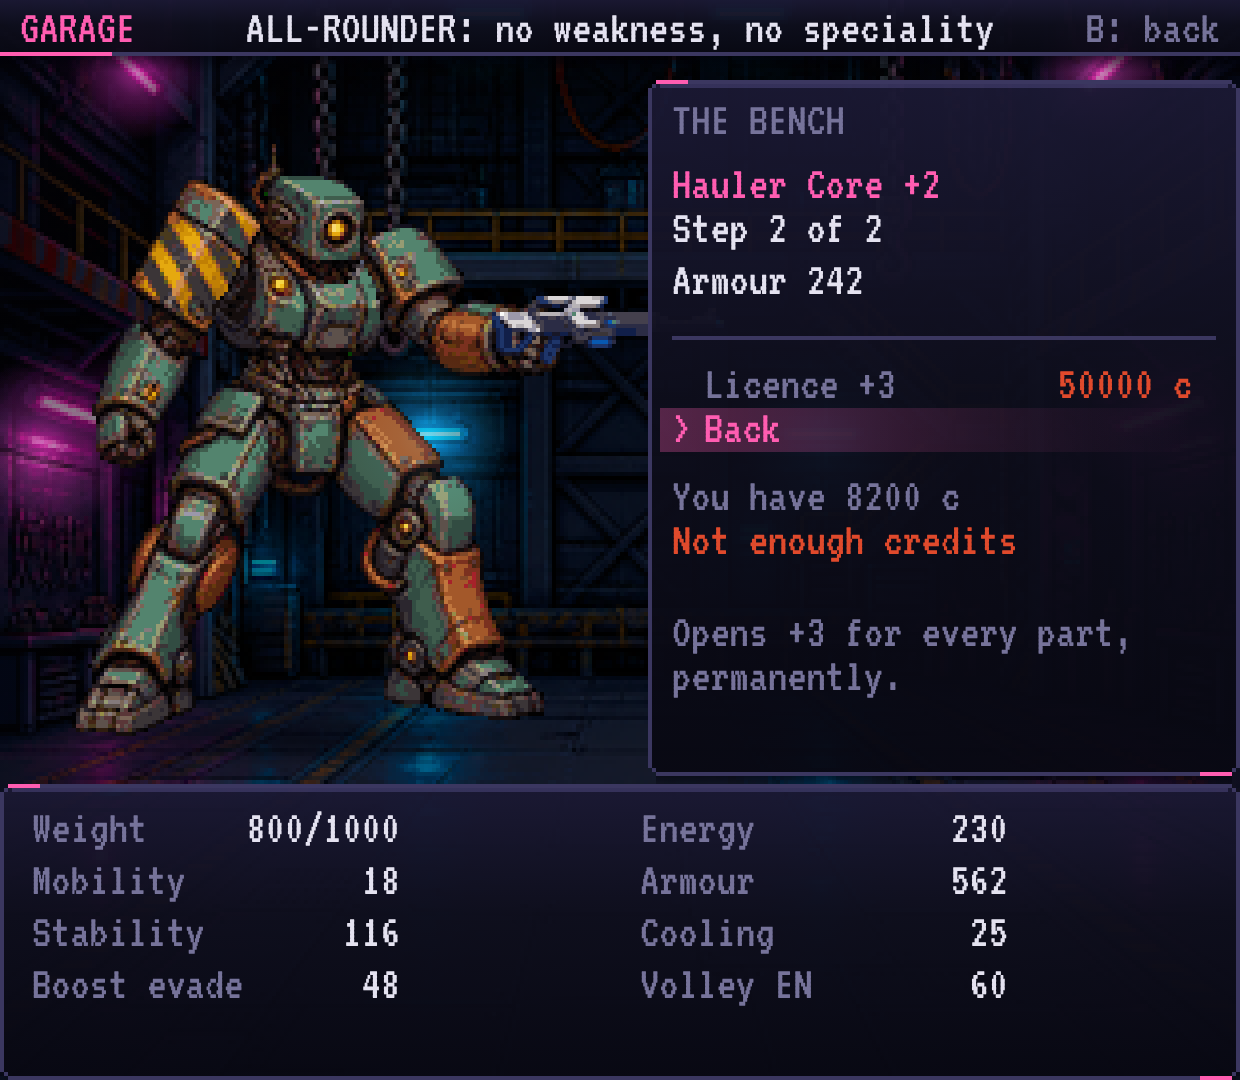 GARAGE
ALL-ROUNDER: no weakness, no speciality
B: back
THE BENCH
Hauler Core +2
Step 2 of 2
Armour 242
Licence +3 50000 c
> Back
You have 8200 c
Not enough credits
Opens +3 for every part,
permanently.
Weight 800/1000
Mobility 18
Stability 116
Boost evade 48
Energy 230
Armour 562
Cooling 25
Volley EN 60